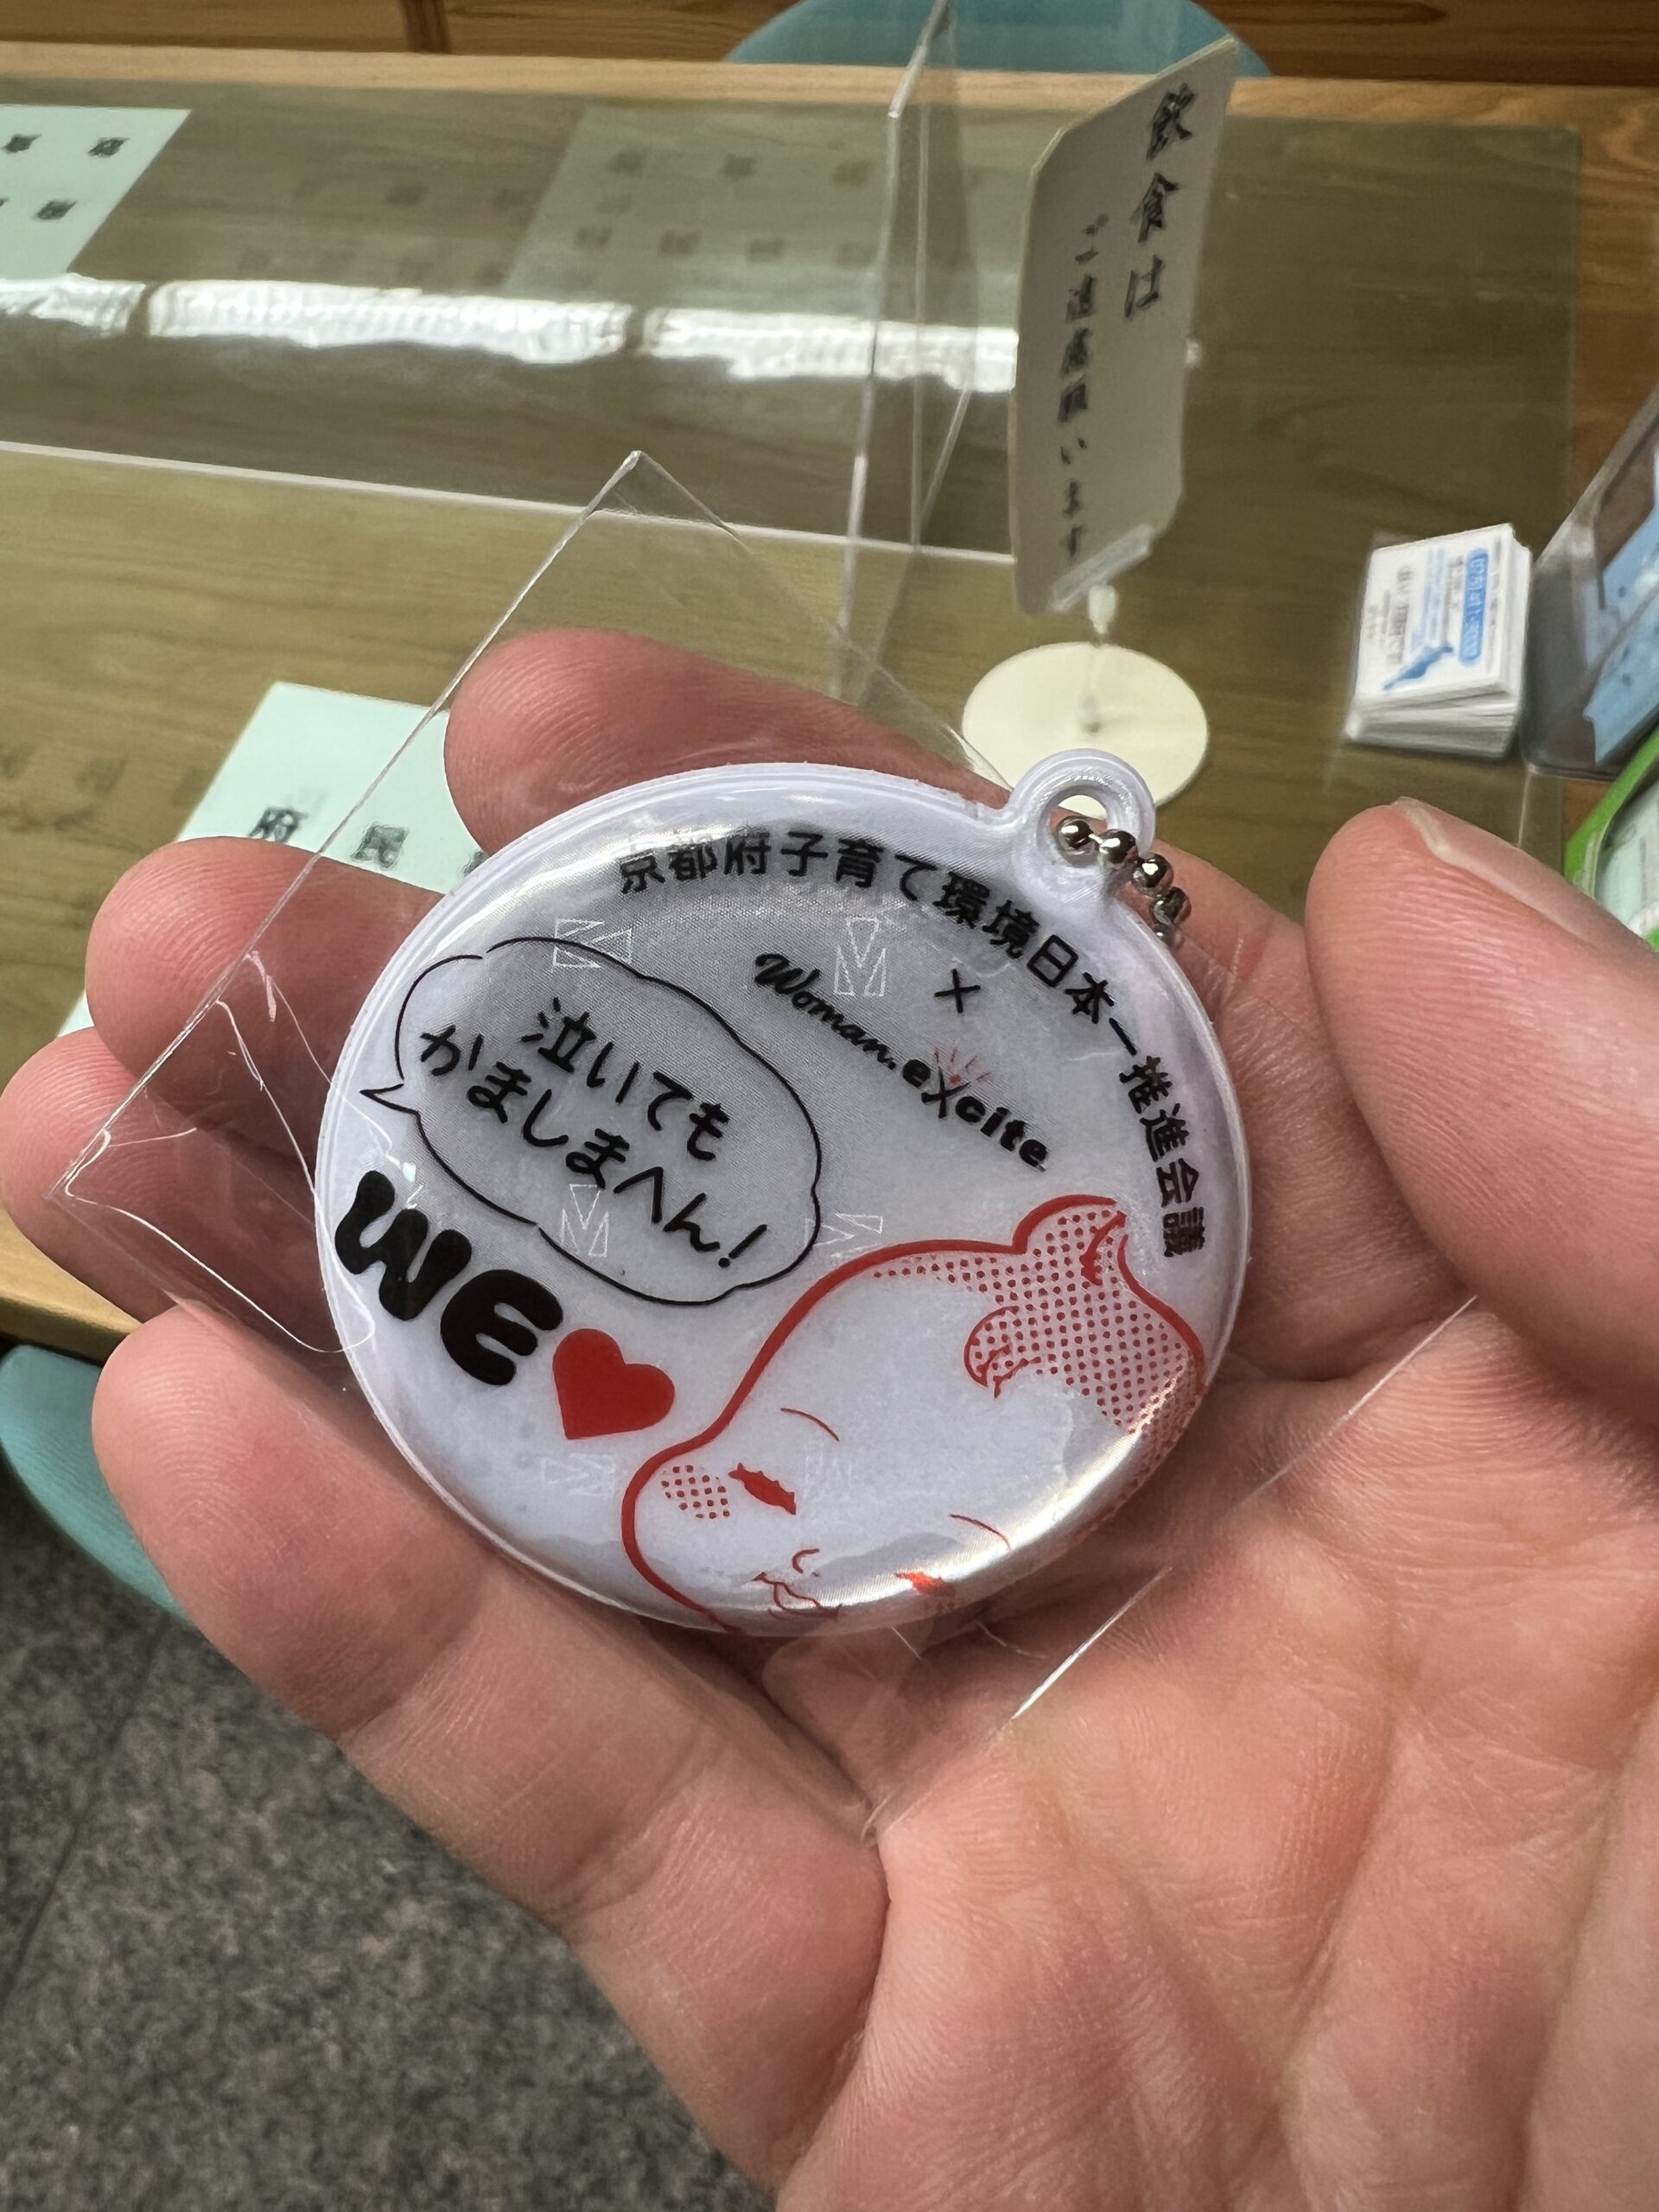 飲食は
ご遠慮願います
府民
京都府子育て環境日本一推進会議
×
Woman.excite
泣いても
かましまへん!
WE